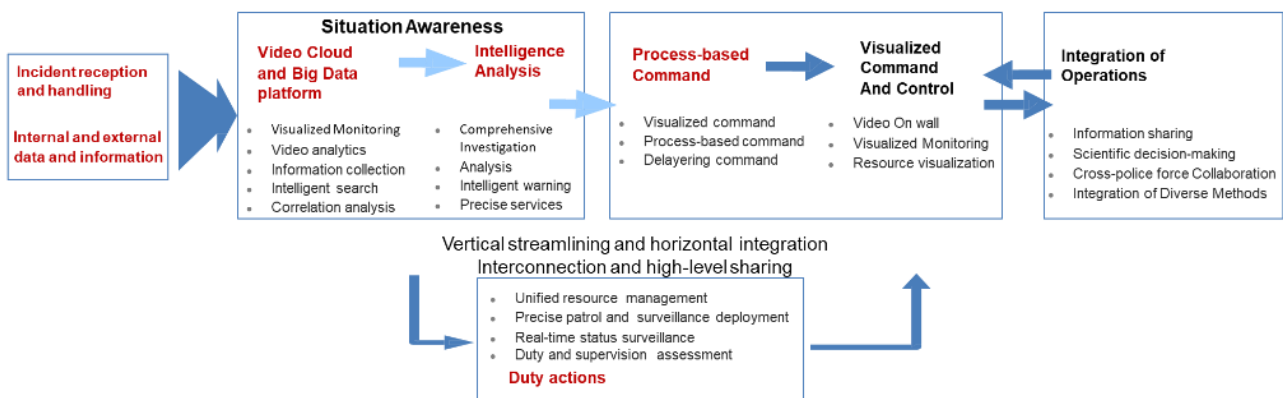 Incident reception
and handling
Internal and external
data and information
Situation Awareness
Video Cloud
and Big Data
platform
Visualized Monitoring
Video analytics
Information collection
Intelligent search
Correlation analysis
Intelligence
Analysis
Comprehensive
Investigation
Analysis
Intelligent warning
Precise services
Process-based
Command
Visualized command
Process-based command
Delayering command
Visualized
Command
And Control
Video On wall
Visualized Monitoring
Resource visualization
Integration of
Operations
Information sharing
Scientific decision-making
Cross-police force Collaboration
Integration of Diverse Methods
Vertical streamlining and horizontal integration
Interconnection and high-level sharing
Unified resource management
Precise patrol and surveillance deployment
Real-time status surveillance
Duty and supervision assessment
Duty actions